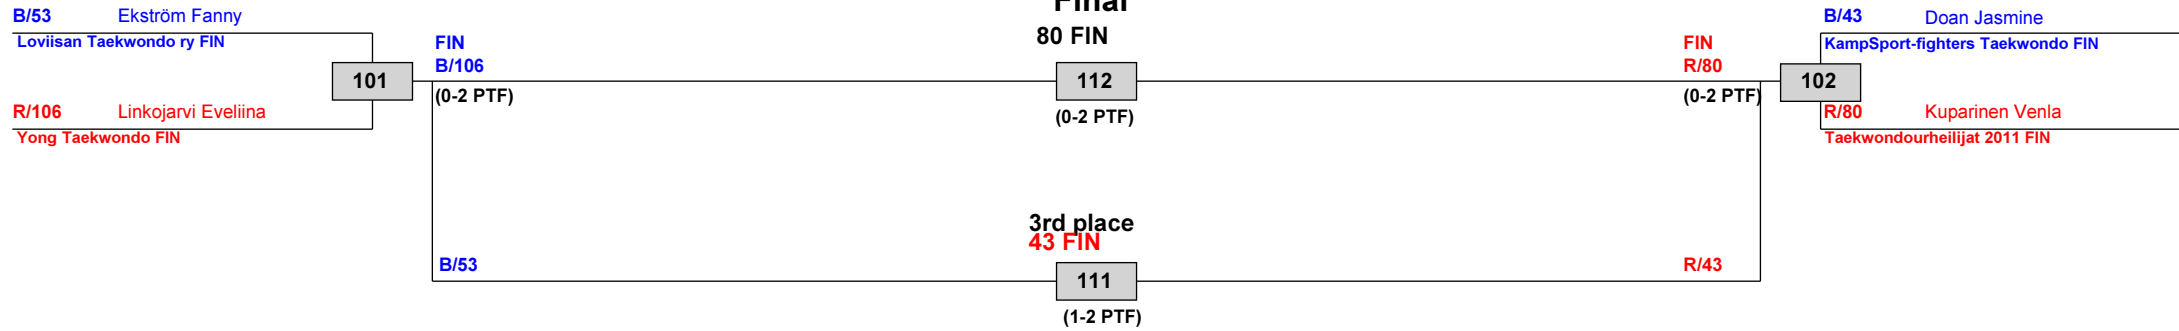 Final
80 FIN
B/53 Ekström Fanny
Loviisan Taekwondo ry FIN
101
R/106 Linkojarvi Eveliina
Yong Taekwondo FIN
FIN
B/106
(0-2 PTF)
112
(0-2 PTF)
FIN
R/80
(0-2 PTF)
B/43 Doan Jasmine
KampSport-fighters Taekwondo FIN
102
R/80 Kuparinen Venla
Taekwondourheilijat 2011 FIN
3rd place
43 FIN
B/53
111
R/43
(1-2 PTF)